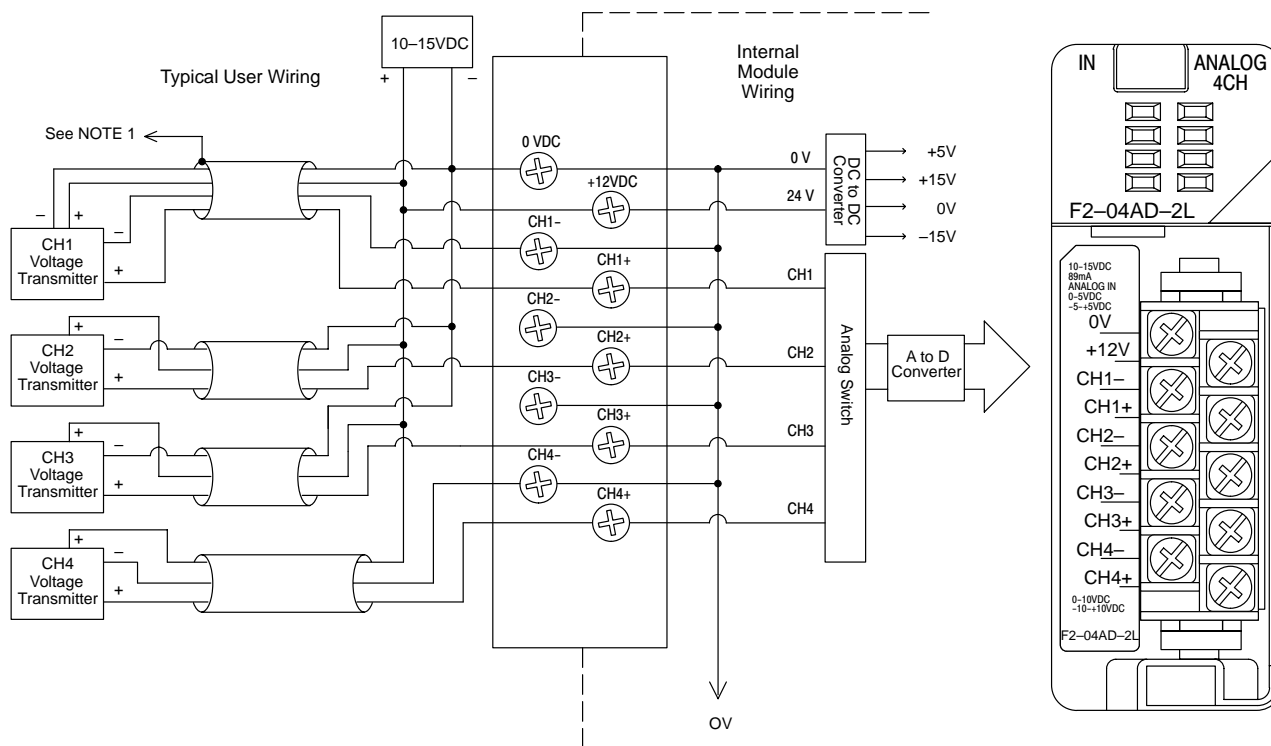 10–15VDC
+
–
Typical User Wiring
Internal
Module
Wiring
See NOTE 1
0 VDC
0 V
DC to DC
Converter
+5V
+15V
0V
–15V
+12VDC
24 V
–
+
–
+
CH1
Voltage
Transmitter
CH1–
CH1+
CH1
CH2–
+
–
+
CH2
Voltage
Transmitter
CH2+
CH2
Analog Switch
A to D
Converter
CH3–
+
–
+
CH3
Voltage
Transmitter
CH3+
CH3
CH4–
CH4+
CH4
+
–
+
CH4
Voltage
Transmitter
OV
IN
ANALOG
4CH
F2–04AD–2L
10-15VDC
89mA
ANALOG IN
0-5VDC
-5-+5VDC
0V
+12V
CH1–
CH1+
CH2–
CH2+
CH3–
CH3+
CH4–
CH4+
0-10VDC
-10-+10VDC
F2–04AD–2L